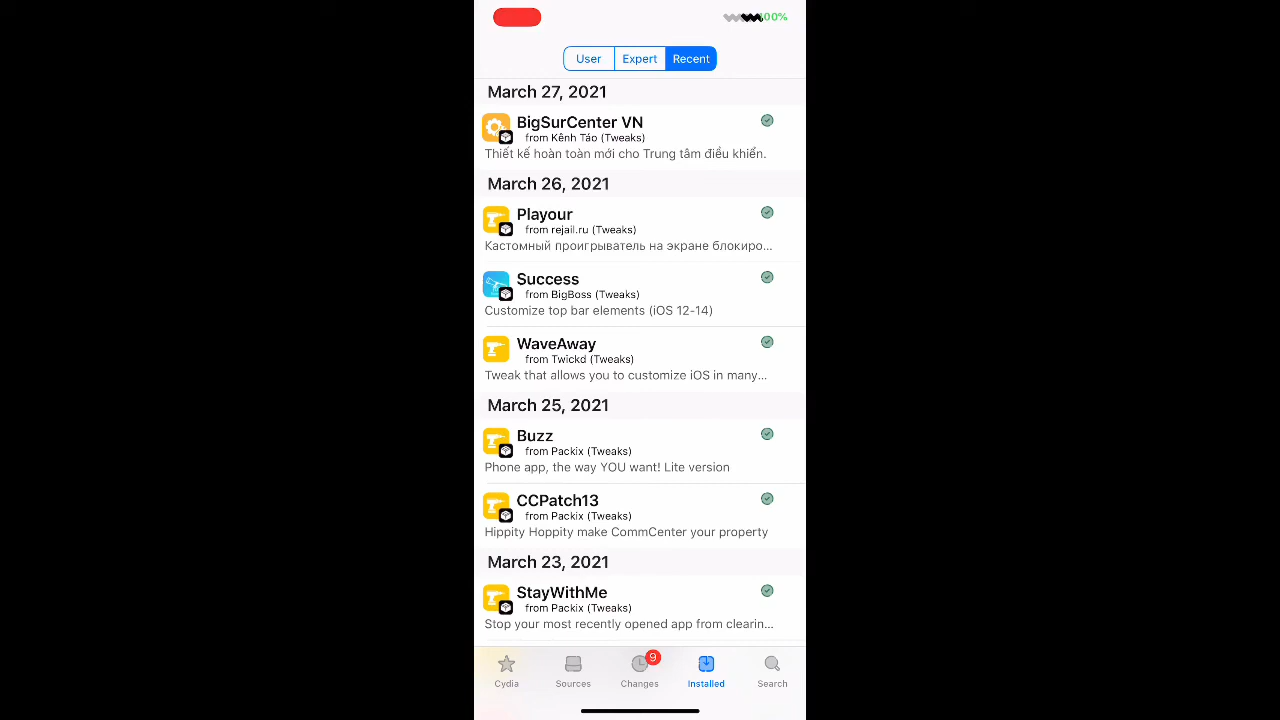 00%
User Expert Recent
March 27, 2021
BigSurCenter VN
from Kênh Táo (Tweaks)
Thiết kế hoàn toàn mới cho Trung tâm điều khiển.
March 26, 2021
Playour
from rejail.ru (Tweaks)
Кастомный проигрыватель на экране блокиро...
Success
from BigBoss (Tweaks)
Customize top bar elements (iOS 12-14)
WaveAway
from Twickd (Tweaks)
Tweak that allows you to customize iOS in many...
March 25, 2021
Buzz
from Packix (Tweaks)
Phone app, the way YOU want! Lite version
CCPatch13
from Packix (Tweaks)
Hippity Hoppity make CommCenter your property
March 23, 2021
StayWithMe
from Packix (Tweaks)
Stop your most recently opened app from clearin...
9
Cydia Sources Changes Installed Search